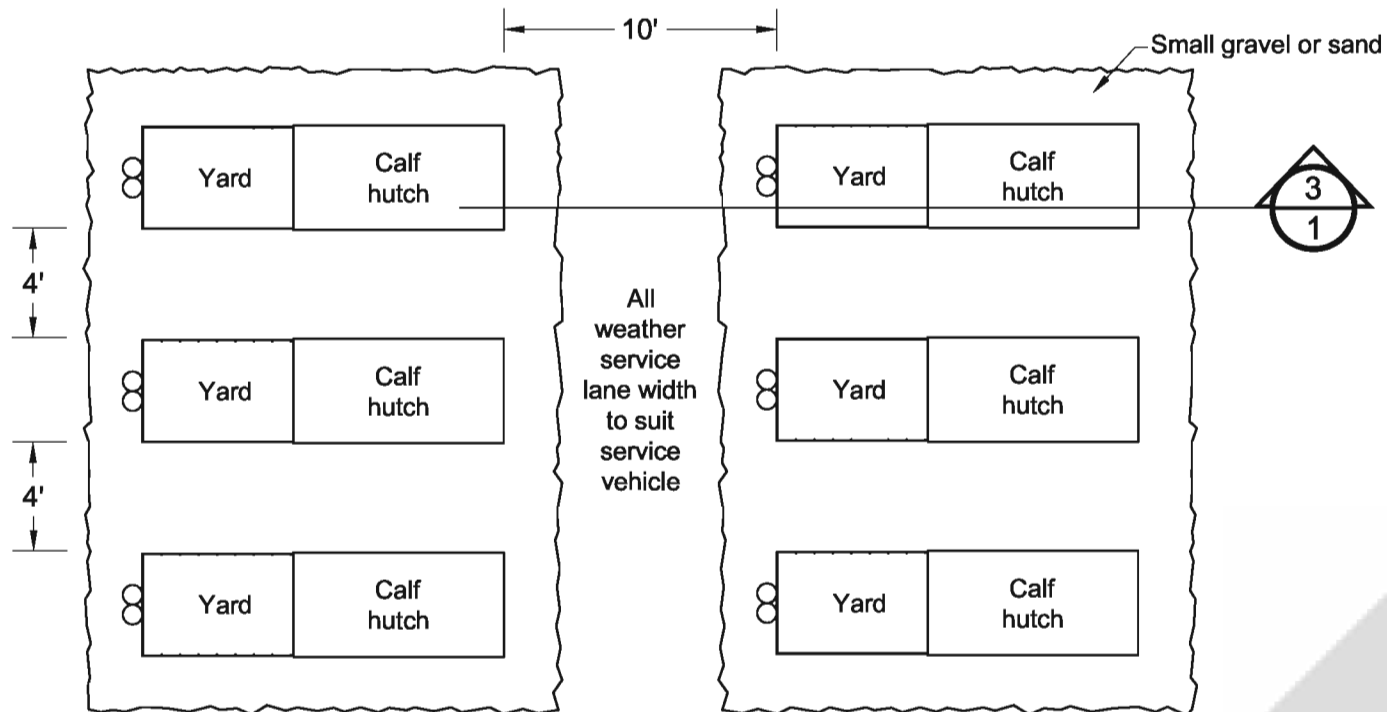 10'
Small gravel or sand
Yard
Calf
hutch
Yard
Calf
hutch
3
1
4'
All
weather
service
lane width
to suit
service
vehicle
Yard
Calf
hutch
Yard
Calf
hutch
4'
Yard
Calf
hutch
Yard
Calf
hutch